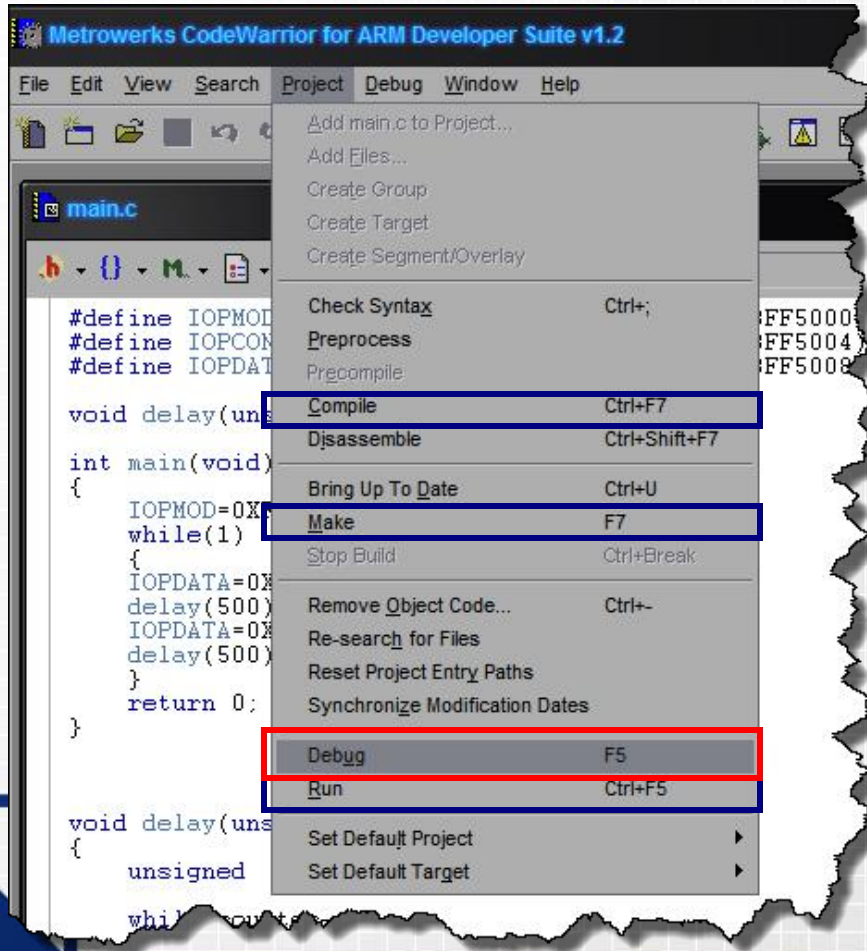 Metrowerks CodeWarrior for ARM Developer Suite v1.2
File Edit View Search Project Debug Window Help
Add main.c to Project...
Add Files...
Create Group
Create Target
Create Segment/Overlay
Check Syntax Ctrl+;
Preprocess
Precompile
Compile Ctrl+F7
Disassemble Ctrl+Shift+F7
Bring Up To Date Ctrl+U
Make F7
Stop Build Ctrl+Break
Remove Object Code... Ctrl+-
Re-search for Files
Reset Project Entry Paths
Synchronize Modification Dates
Debug F5
Run Ctrl+F5
Set Default Project
Set Default Target
main.c
.h {} M.
#define IOPMOD FF5000
#define IOPCON FF5004
#define IOPDAT FF5008
void delay(uns
int main(void)
{
IOPMOD=0X
while(1)
{
IOPDATA=0X
delay(500)
IOPDATA=0X
delay(500)
}
return 0;
}
void delay(uns
{
unsigned